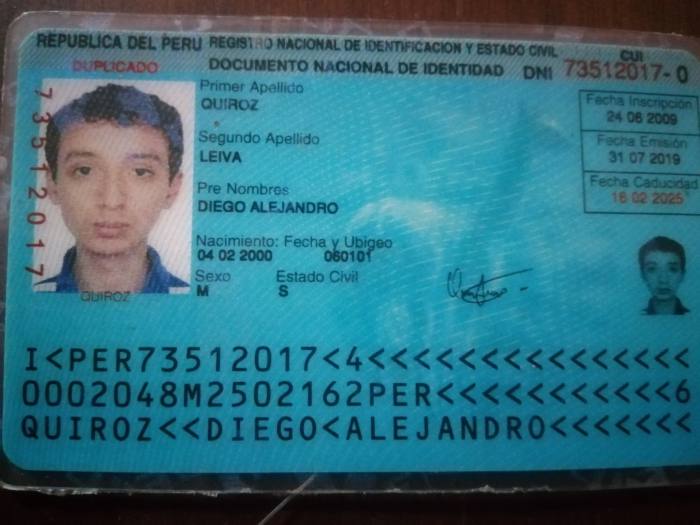 REPUBLICA DEL PERU REGISTRO NACIONAL DE IDENTIFICACION Y ESTADO CIVIL
DUPLICADO
DOCUMENTO NACIONAL DE IDENTIDAD
CUI
DNI 73512017-0
Primer Apellido
QUIROZ
Segundo Apellido
LEIVA
Pre Nombres
DIEGO ALEJANDRO
Nacimiento: Fecha y Ubigeo
04 02 2000 060101
Sexo Estado Civil
M S
Fecha Inscripción
24 06 2009
Fecha Emisión
31 07 2019
Fecha Caducidad
16 02 2025
73512017
QUIROZ
I<PER73512017<4<<<<<<<<<<<<<<<
0002048M2502162PER<<<<<<<<<<<6
QUIROZ<<DIEGO<ALEJANDRO<<<<<<<